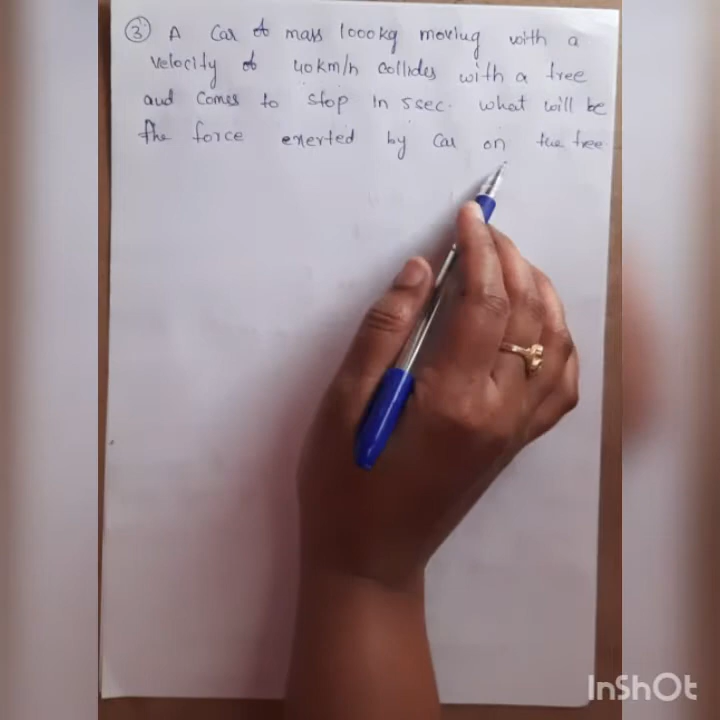 ③ A Car of mass 1000kg moving with a
velocity of 40km/h collides with a tree
and comes to stop in 5sec. what will be
the force exerted by car on the tree
InShOt